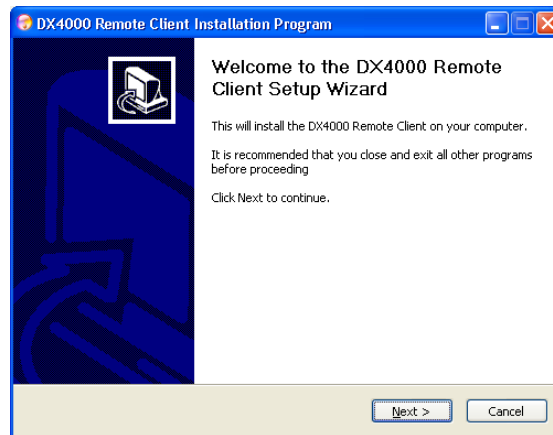 DX4000 Remote Client Installation Program
Welcome to the DX4000 Remote
Client Setup Wizard
This will install the DX4000 Remote Client on your computer.
It is recommended that you close and exit all other programs
before proceeding
Click Next to continue.
Next >
Cancel